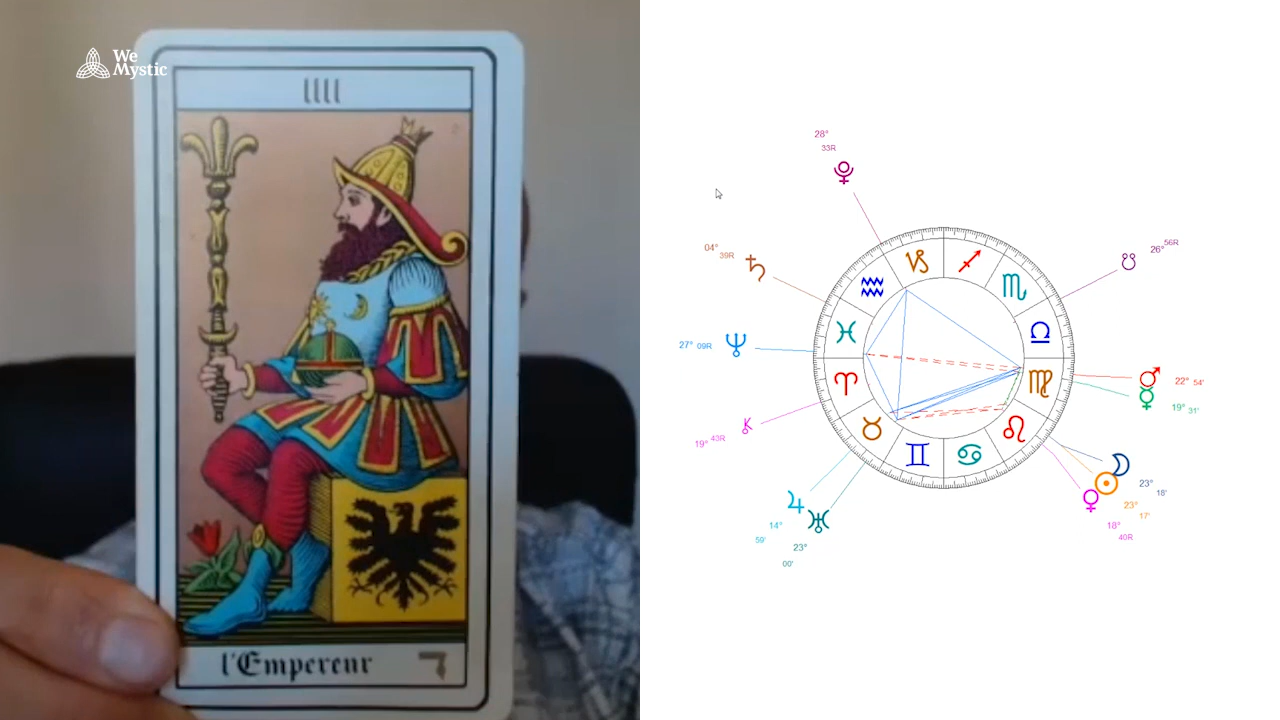 We
Mystic
IIII
l'Empereur
ד
28°
33R
04°
39R
26° 56R
27° 09R
22° 54'
19° 31'
19° 43R
23°
18'
23°
17'
14°
59'
18°
40R
23°
00'